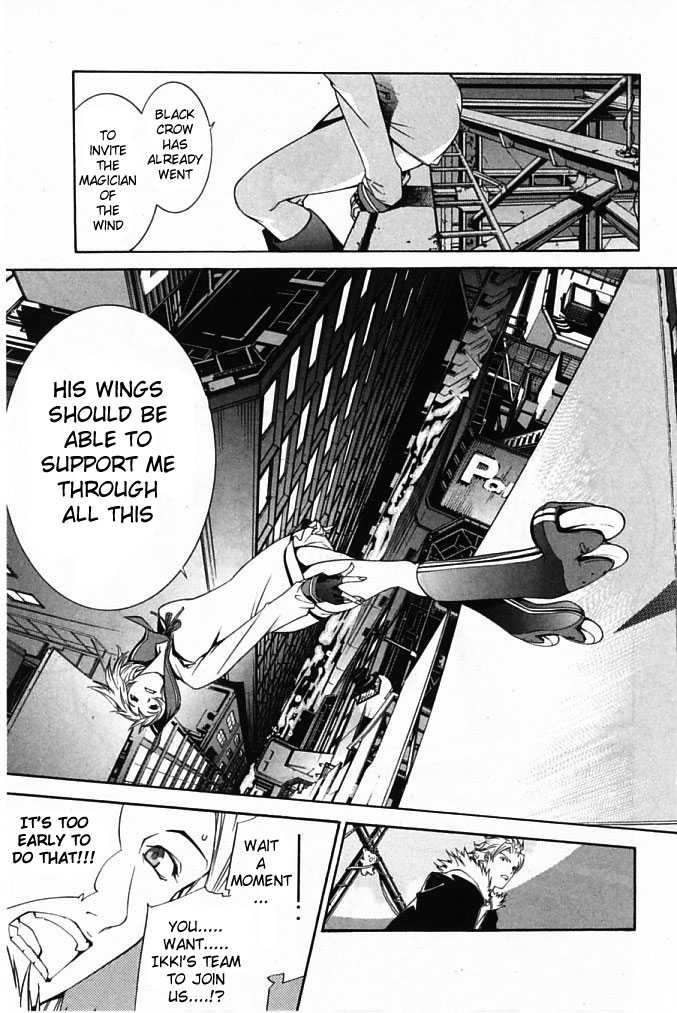 BLACK
CROW HAS
ALREADY
WENT
TO
INVITE
THE
MAGICIAN
OF
THE
WIND
HIS WINGS
SHOULD BE
ABLE TO
SUPPORT ME
THROUGH
ALL THIS
WAIT
A
MOMENT
...
YOU.....
WANT.....
IKKI'S TEAM
TO JOIN
US....!?
IT'S TOO
EARLY TO
DO THAT!!!